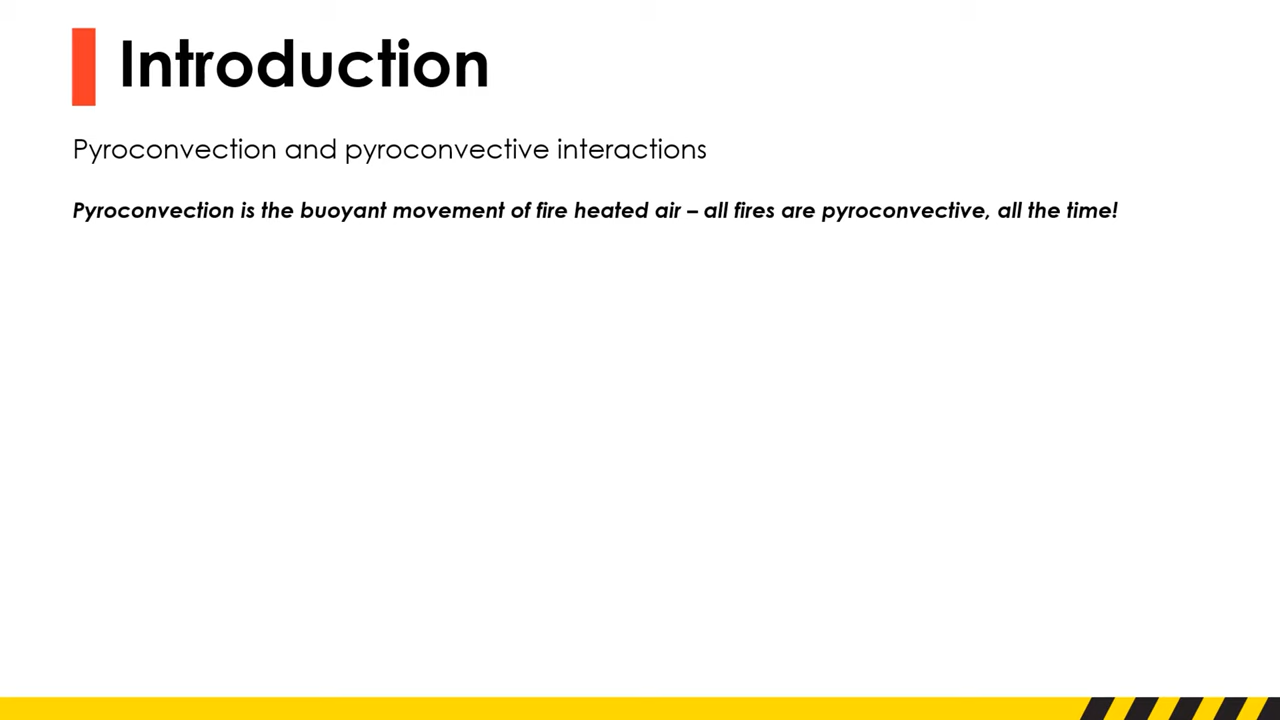 Introduction
Pyroconvection and pyroconvective interactions
Pyroconvection is the buoyant movement of fire heated air – all fires are pyroconvective, all the time!